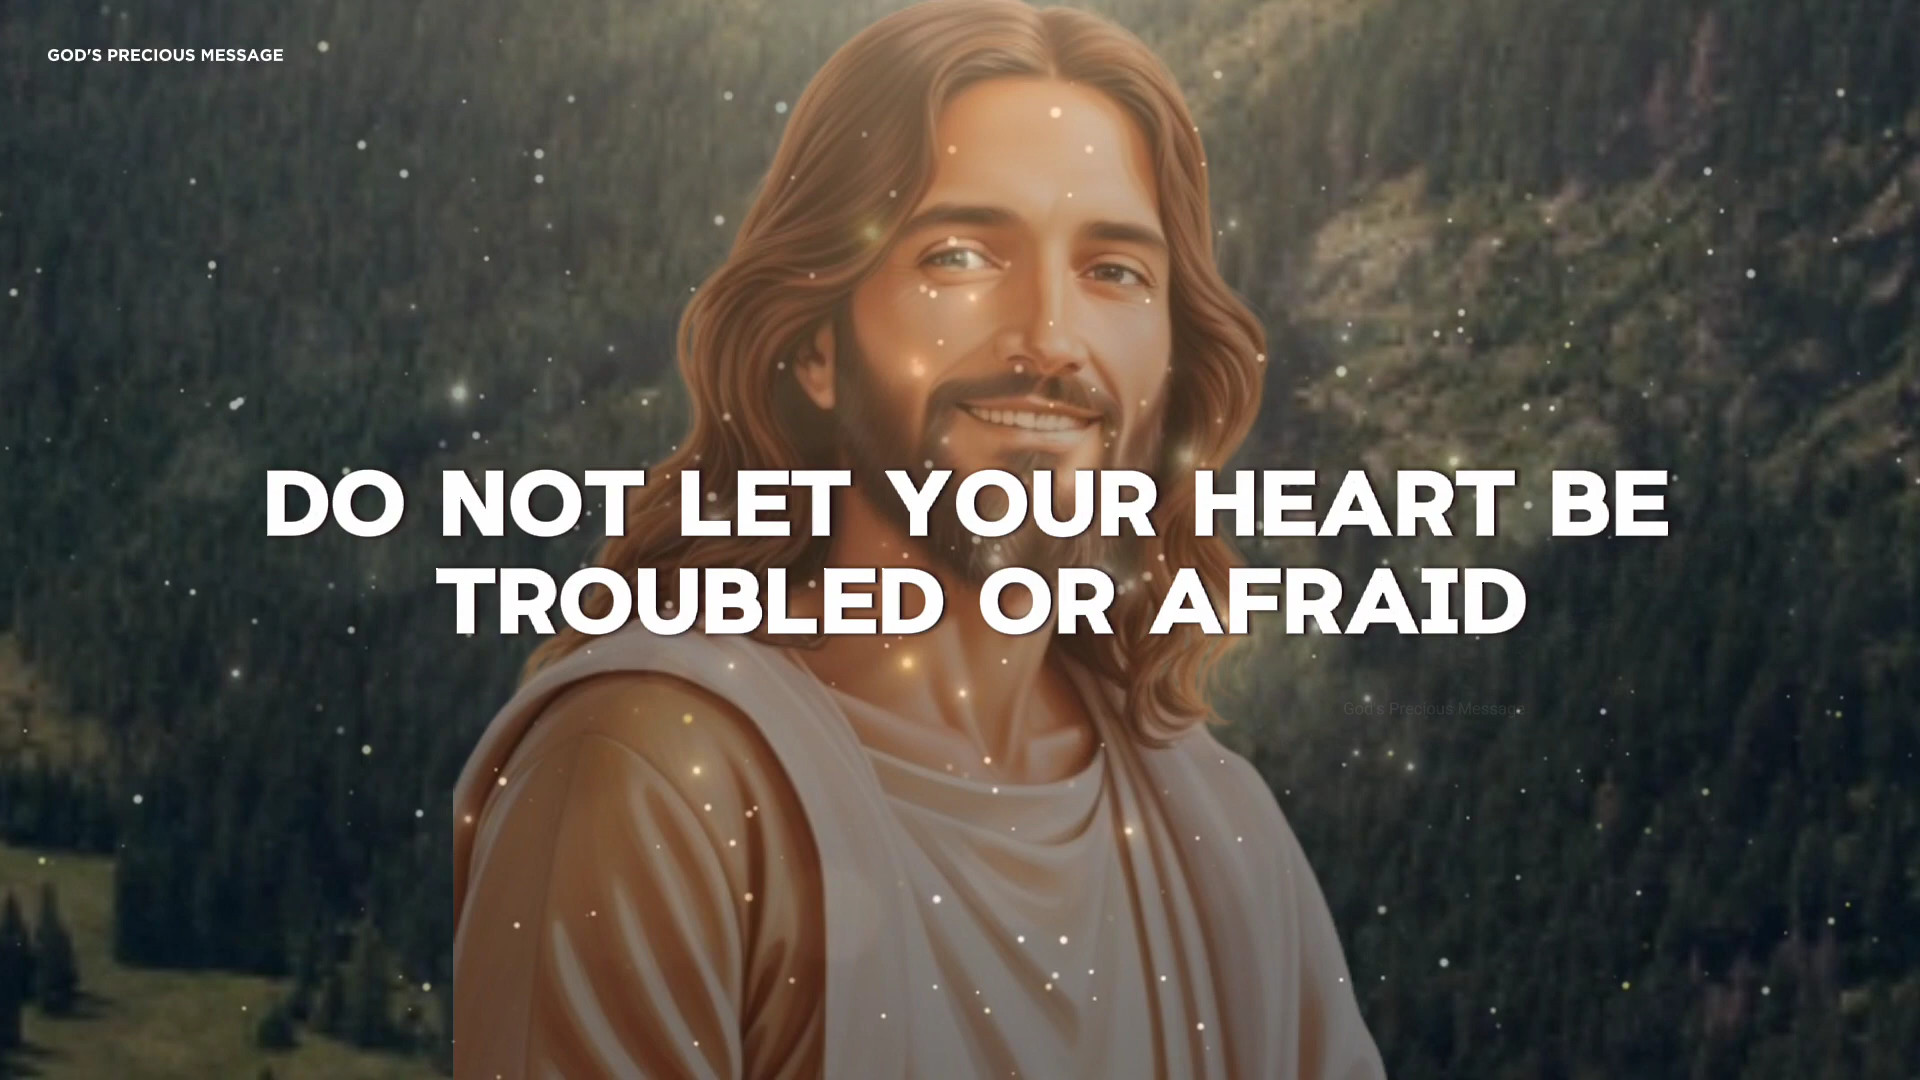 GOD'S PRECIOUS MESSAGE
DO NOT LET YOUR HEART BE
TROUBLED OR AFRAID
God's Precious Message